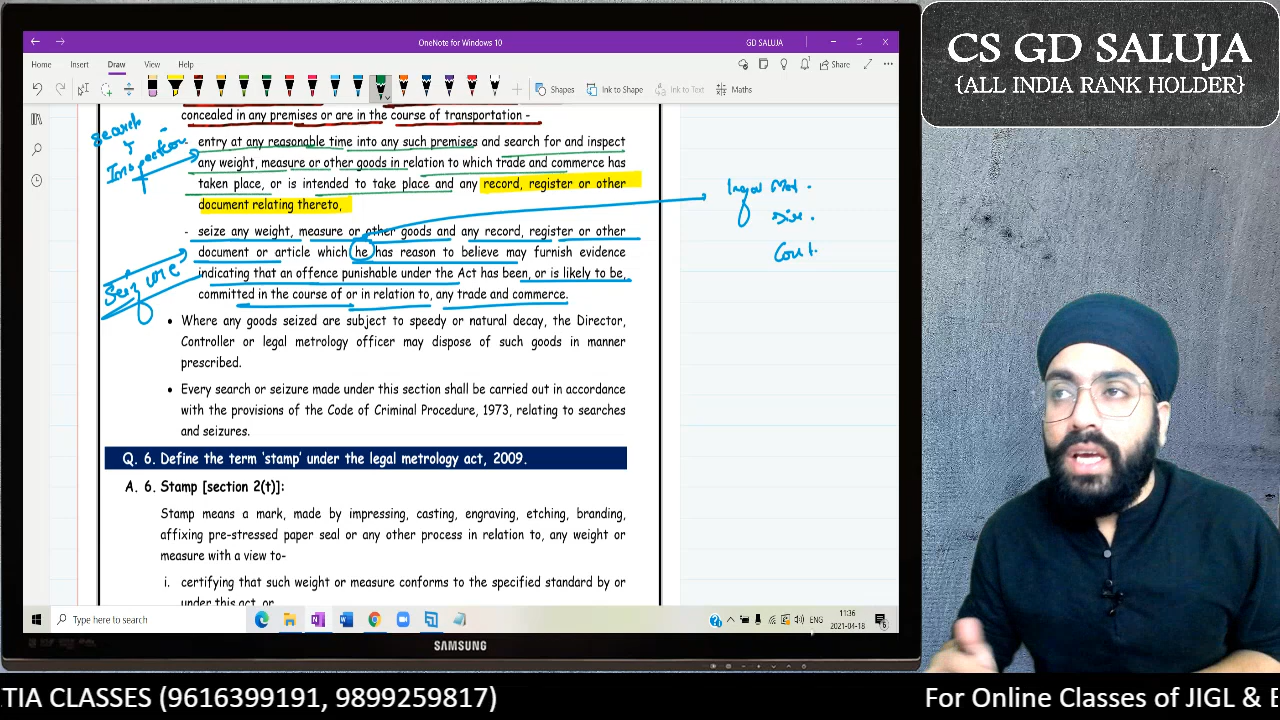 OneNote for Windows 10
GD SALUJA
Home Insert Draw View Help
Share
Shapes Ink to Shape Ink to Text Maths
concealed in any premises or are in the course of transportation -
Search
Inspection
entry at any reasonable time into any such premises and search for and inspect
any weight, measure or other goods in relation to which trade and commerce has
taken place, or is intended to take place and any record, register or other
document relating thereto,
- seize any weight, measure or other goods and any record, register or other
document or article which he has reason to believe may furnish evidence
indicating that an offence punishable under the Act has been, or is likely to be,
committed in the course of or in relation to, any trade and commerce.
Seizure
• Where any goods seized are subject to speedy or natural decay, the Director,
Controller or legal metrology officer may dispose of such goods in manner
prescribed.
• Every search or seizure made under this section shall be carried out in accordance
with the provisions of the Code of Criminal Procedure, 1973, relating to searches
and seizures.
Q. 6. Define the term ‘stamp’ under the legal metrology act, 2009.
A. 6. Stamp [section 2(t)]:
Stamp means a mark, made by impressing, casting, engraving, etching, branding,
affixing pre-stressed paper seal or any other process in relation to, any weight or
measure with a view to-
i. certifying that such weight or measure conforms to the specified standard by or
under this act, or
Type here to search
ENG
11:36
2021-04-18
SAMSUNG
CS GD SALUJA
{ALL INDIA RANK HOLDER}
TIA CLASSES (9616399191, 9899259817)
For Online Classes of JIGL & E